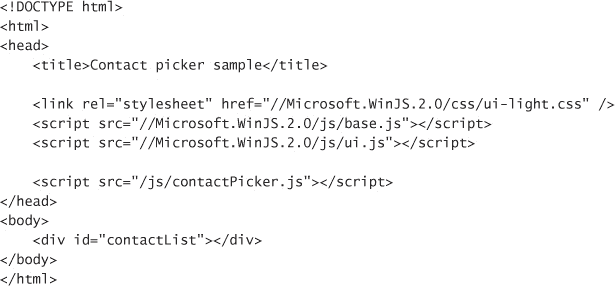 <!DOCTYPE html>
<html>
<head>
    <title>Contact picker sample</title>

    <link rel="stylesheet" href="//Microsoft.WinJS.2.0/css/ui-light.css" />
    <script src="//Microsoft.WinJS.2.0/js/base.js"></script>
    <script src="//Microsoft.WinJS.2.0/js/ui.js"></script>

    <script src="/js/contactPicker.js"></script>
</head>
<body>
    <div id="contactList"></div>
</body>
</html>